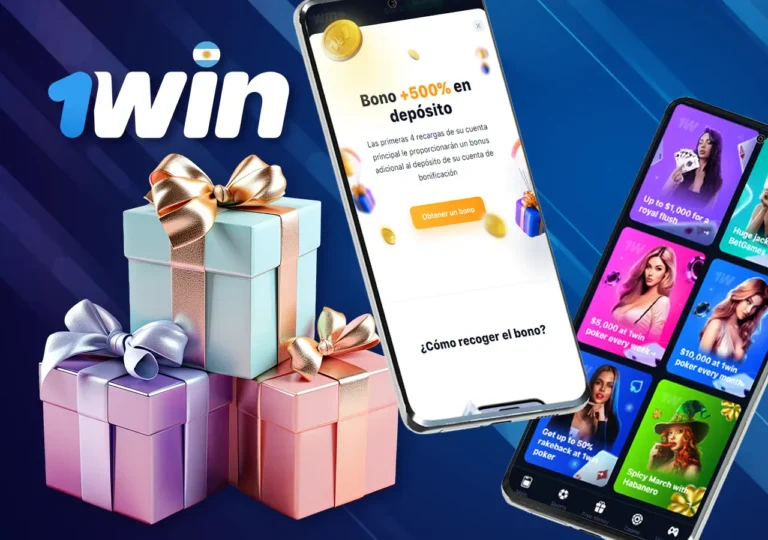 1win
Bono +500% en
depósito
Las primeras 4 recargas de su cuenta
principal le proporcionarán un bonus
adicional al depósito de su cuenta de
bonificación
Obtener un bono
¿Cómo recoger el bono?
Up to $1,000 for a
royal flush
Huge jack
BetGames
$5,000 at 1win
poker every week
$10,000 at 1win
poker every month
Get up to 50%
rakeback at 1win
poker
Spicy March with
Habanero